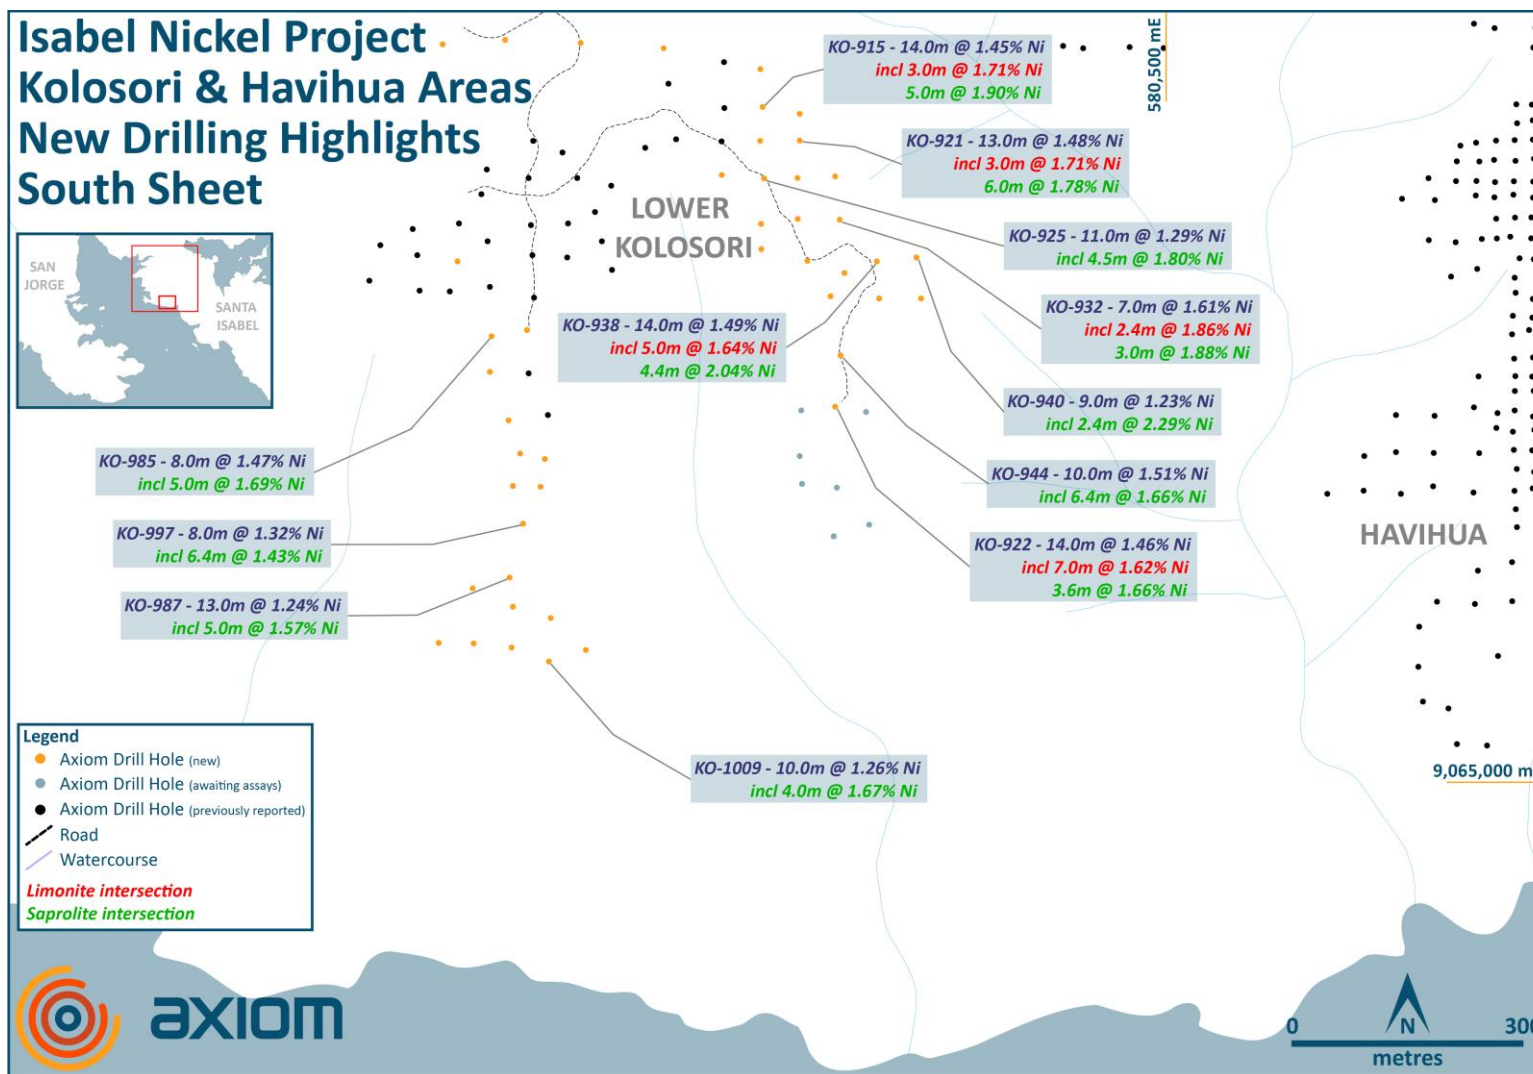 Isabel Nickel Project
Kolosori & Havihua Areas
New Drilling Highlights
South Sheet
SAN
JORGE
SANTA
ISABEL
580,500 mE
KO-915 - 14.0m @ 1.45% Ni
incl 3.0m @ 1.71% Ni
5.0m @ 1.90% Ni
KO-921 - 13.0m @ 1.48% Ni
incl 3.0m @ 1.71% Ni
6.0m @ 1.78% Ni
LOWER
KOLOSORI
KO-925 - 11.0m @ 1.29% Ni
incl 4.5m @ 1.80% Ni
KO-932 - 7.0m @ 1.61% Ni
incl 2.4m @ 1.86% Ni
3.0m @ 1.88% Ni
KO-938 - 14.0m @ 1.49% Ni
incl 5.0m @ 1.64% Ni
4.4m @ 2.04% Ni
KO-940 - 9.0m @ 1.23% Ni
incl 2.4m @ 2.29% Ni
KO-985 - 8.0m @ 1.47% Ni
incl 5.0m @ 1.69% Ni
KO-944 - 10.0m @ 1.51% Ni
incl 6.4m @ 1.66% Ni
KO-997 - 8.0m @ 1.32% Ni
incl 6.4m @ 1.43% Ni
HAVIHUA
KO-922 - 14.0m @ 1.46% Ni
incl 7.0m @ 1.62% Ni
3.6m @ 1.66% Ni
KO-987 - 13.0m @ 1.24% Ni
incl 5.0m @ 1.57% Ni
KO-1009 - 10.0m @ 1.26% Ni
incl 4.0m @ 1.67% Ni
9,065,000 m
Legend
Axiom Drill Hole (new)
Axiom Drill Hole (awaiting assays)
Axiom Drill Hole (previously reported)
Road
Watercourse
Limonite intersection
Saprolite intersection
axiom
N
0 300
metres